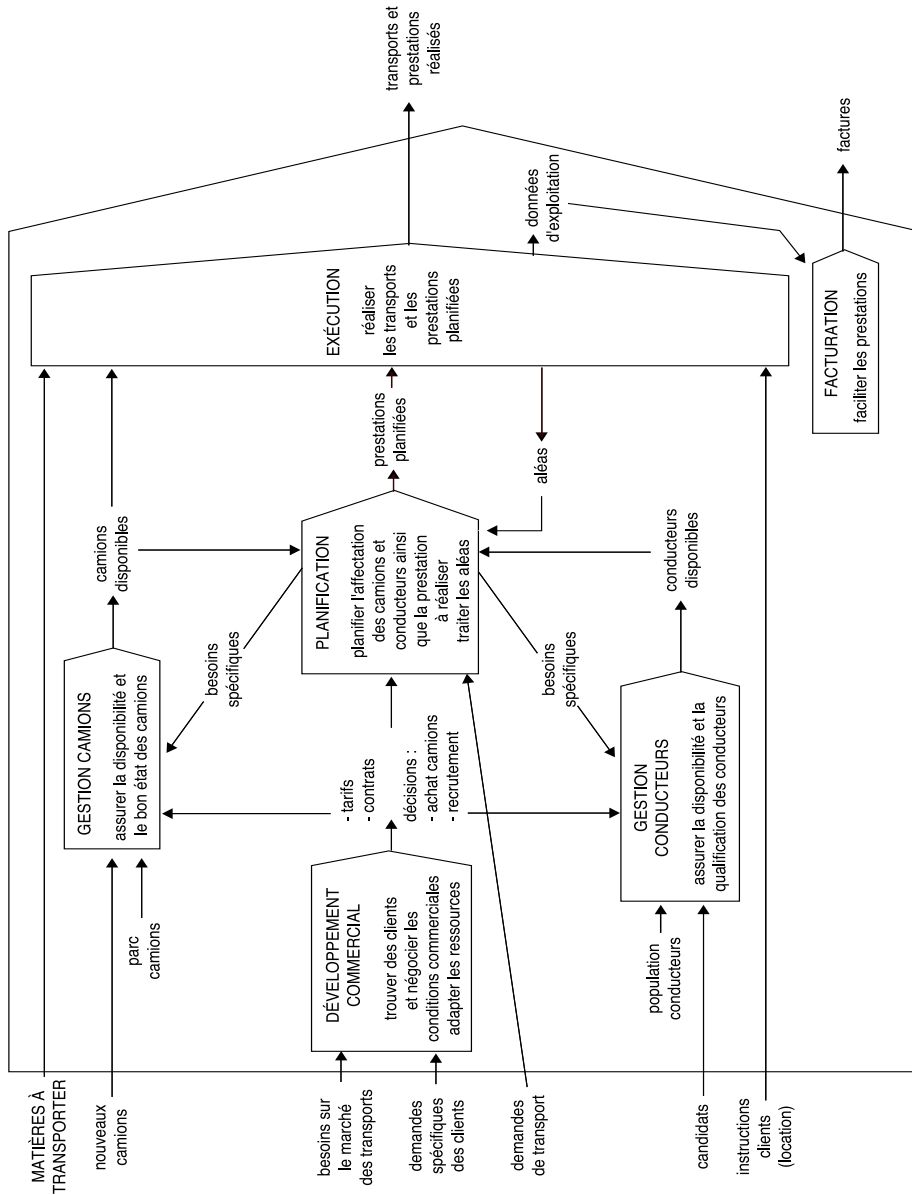 MATIÈRES À
TRANSPORTER
nouveaux
camions
parc
camions
GESTION CAMIONS
assurer la disponibilité et
le bon état des camions
camions
disponibles
besoins
spécifiques
besoins sur
le marché
des transports
demandes
spécifiques
des clients
DÉVELOPPEMENT
COMMERCIAL
trouver des clients
et négocier les
conditions commerciales
adapter les ressources
- tarifs
- contrats
décisions :
- achat camions
- recrutement
demandes
de transport
PLANIFICATION
planifier l'affectation
des camions et
conducteurs ainsi
que la prestation
à réaliser
traiter les aléas
prestations
planifiées
aléas
besoins
spécifiques
population
conducteurs
candidats
GESTION
CONDUCTEURS
assurer la disponibilité et la
qualification des conducteurs
conducteurs
disponibles
instructions
clients
(location)
EXÉCUTION
réaliser
les transports
et les
prestations
planifiées
transports et
prestations
réalisés
données
d'exploitation
FACTURATION
faciliter les prestations
factures